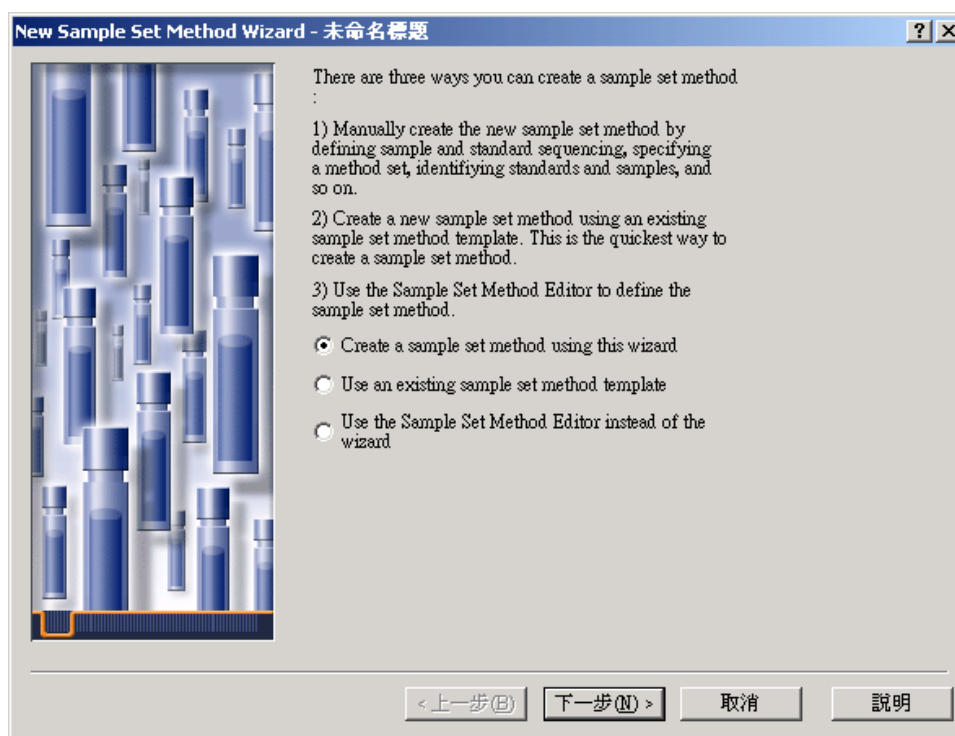 New Sample Set Method Wizard - 未命名標題
There are three ways you can create a sample set method
:
1) Manually create the new sample set method by
defining sample and standard sequencing, specifying
a method set, identifiying standards and samples, and
so on.
2) Create a new sample set method using an existing
sample set method template. This is the quickest way to
create a sample set method.
3) Use the Sample Set Method Editor to define the
sample set method.
Create a sample set method using this wizard
Use an existing sample set method template
Use the Sample Set Method Editor instead of the
wizard
< 上一步(B)
下一步(N) >
取消
說明